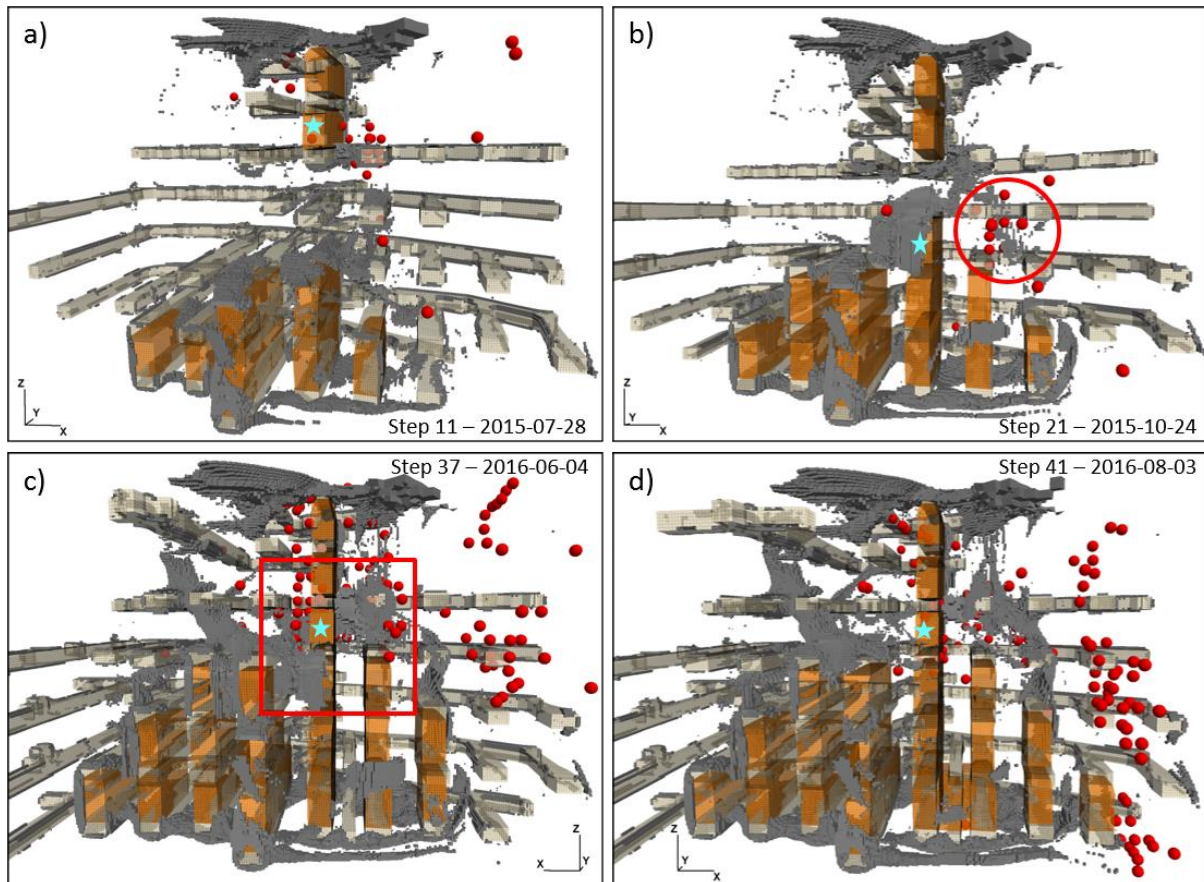 a)
Z
Y
X
Step 11 – 2015-07-28
b)
Z
Y
X
Step 21 – 2015-10-24
c)
Step 37 – 2016-06-04
Z
X
Y
d)
Step 41 – 2016-08-03
Z
Y
X